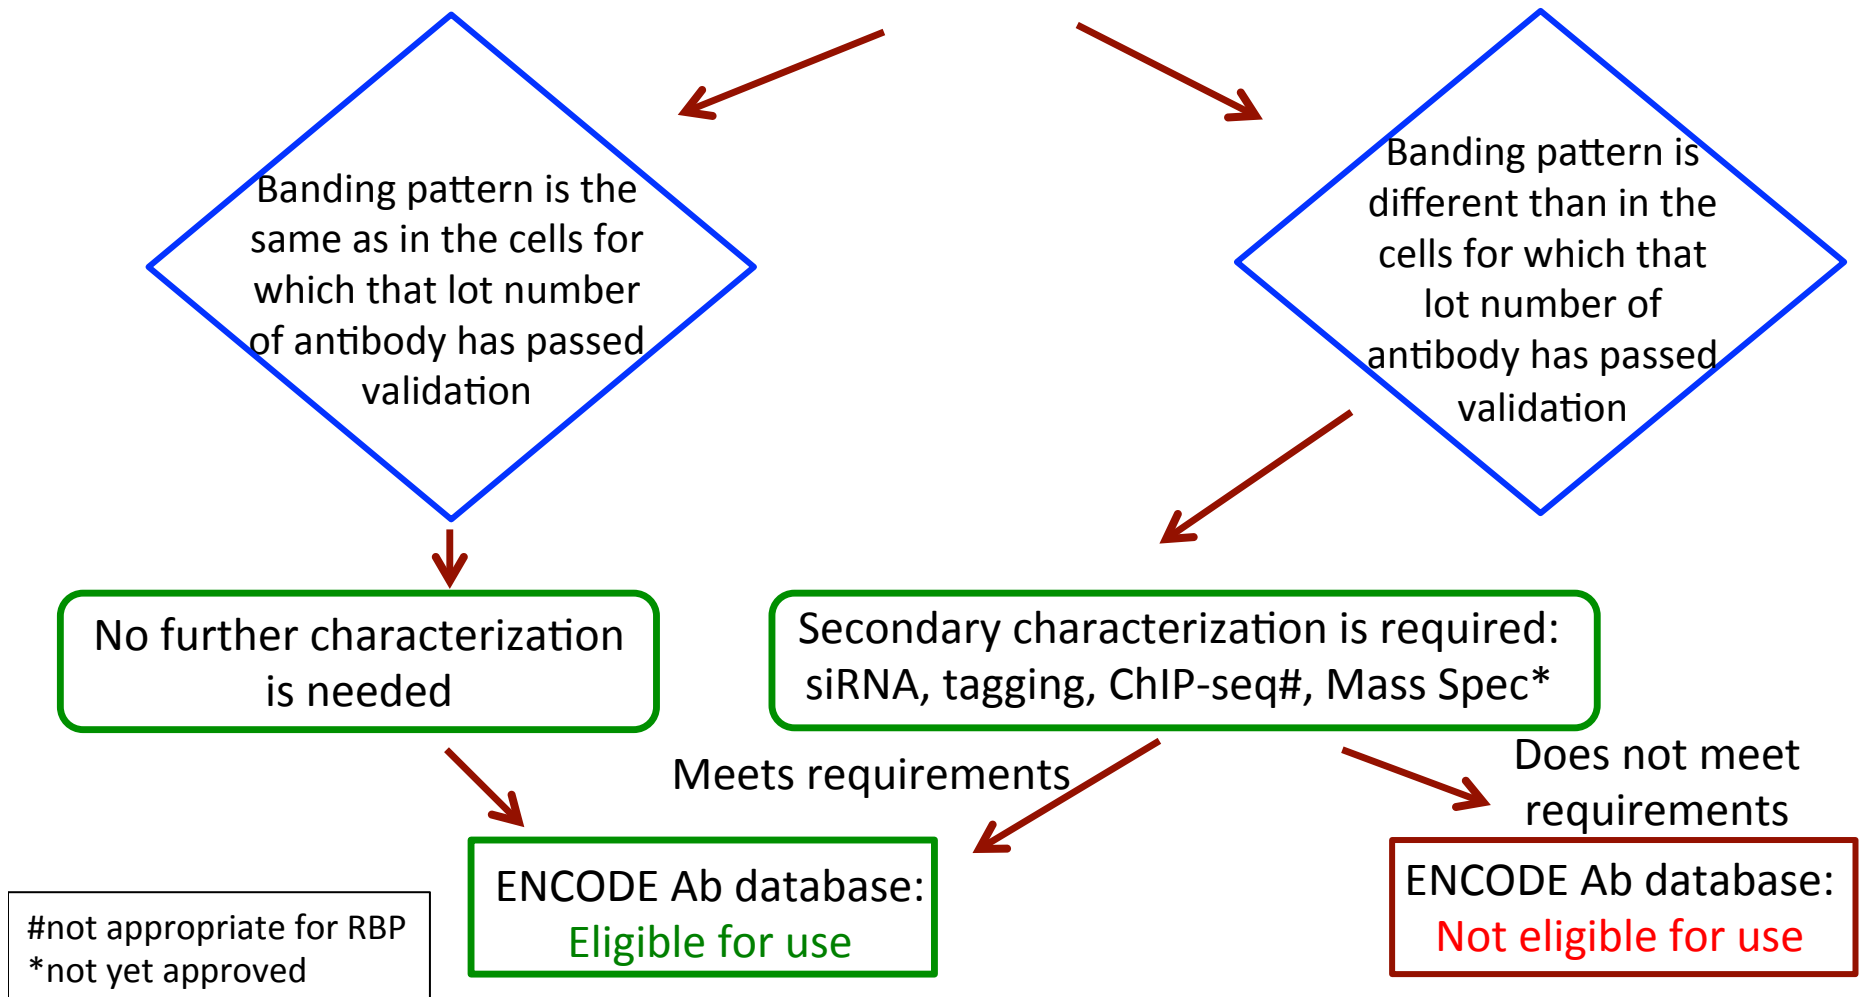 Banding pattern is the
same as in the cells for
which that lot number
of antibody has passed
validation
Banding pattern is
different than in the
cells for which that
lot number of
antibody has passed
validation
No further characterization
is needed
Secondary characterization is required:
siRNA, tagging, ChIP-seq#, Mass Spec*
Meets requirements
Does not meet
requirements
ENCODE Ab database:
Eligible for use
ENCODE Ab database:
Not eligible for use
#not appropriate for RBP
*not yet approved